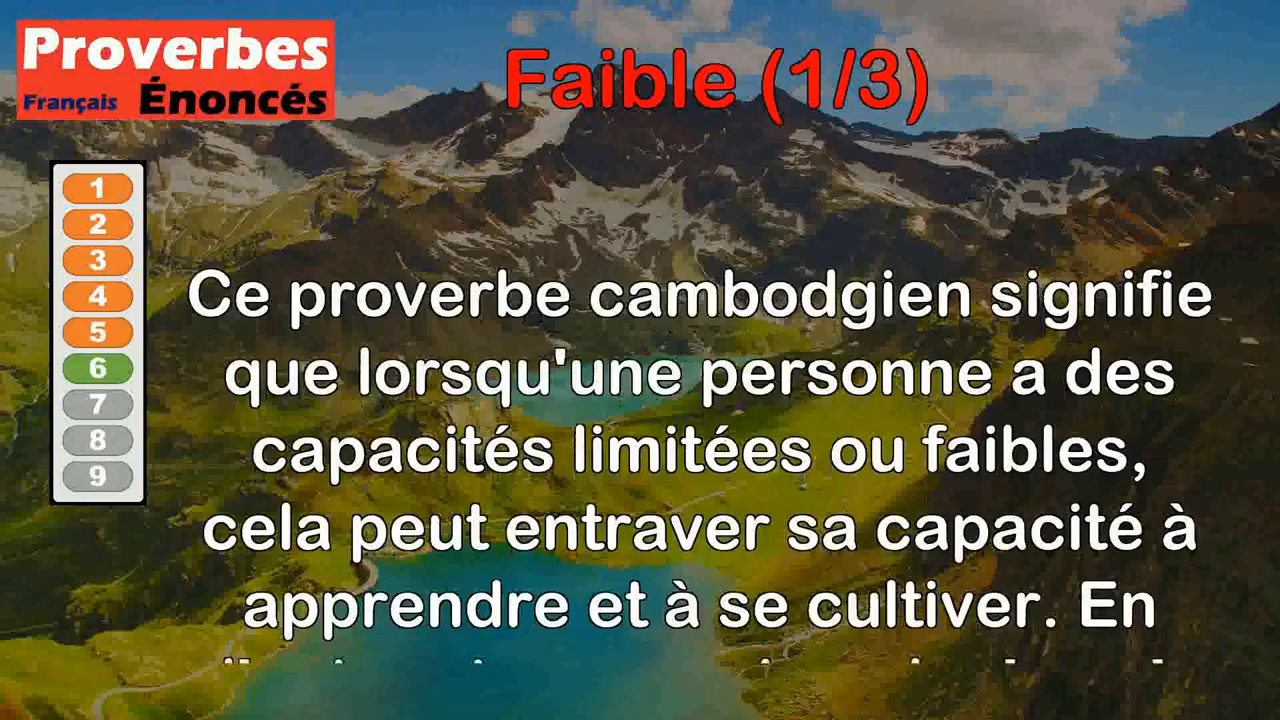 Proverbes
Français Énoncés
Faible (1/3)
1
2
3
4
5
6
7
8
9
Ce proverbe cambodgien signifie
que lorsqu'une personne a des
capacités limitées ou faibles,
cela peut entraver sa capacité à
apprendre et à se cultiver. En